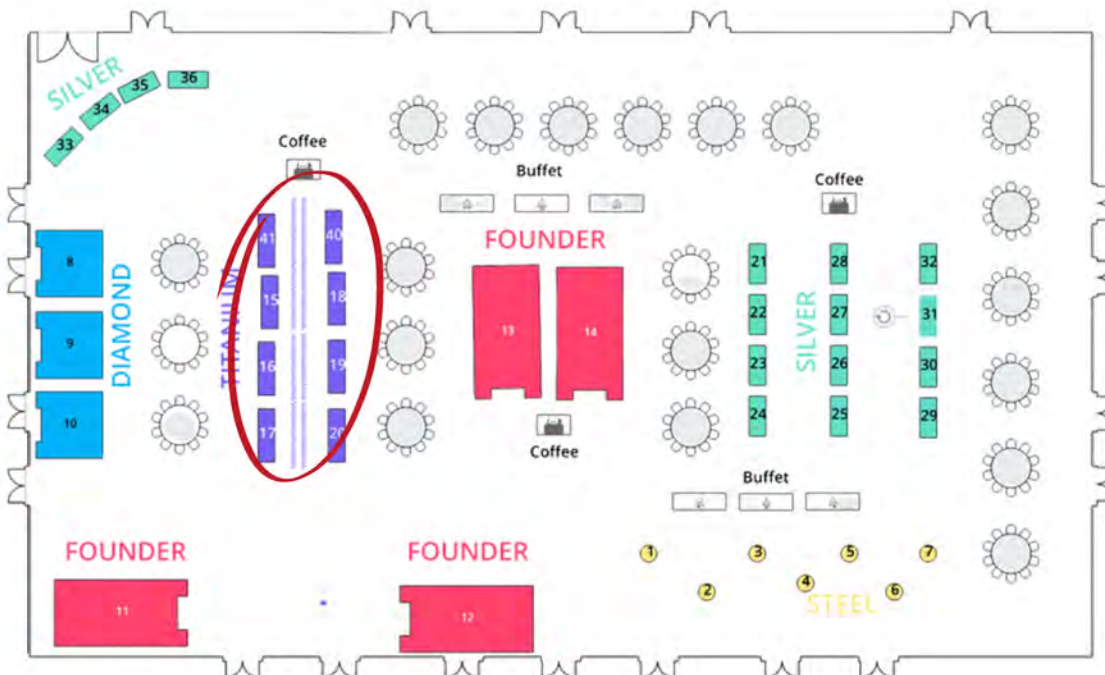 SILVER
33
34
35
36
Coffee
Buffet
Coffee
FOUNDER
DIAMOND
8
9
10
TITANIUM
41
40
15
18
16
19
17
20
13
14
Coffee
SILVER
21
28
32
22
27
31
23
26
30
24
25
29
Buffet
FOUNDER
11
FOUNDER
12
1
3
5
7
2
4
6
STEEL